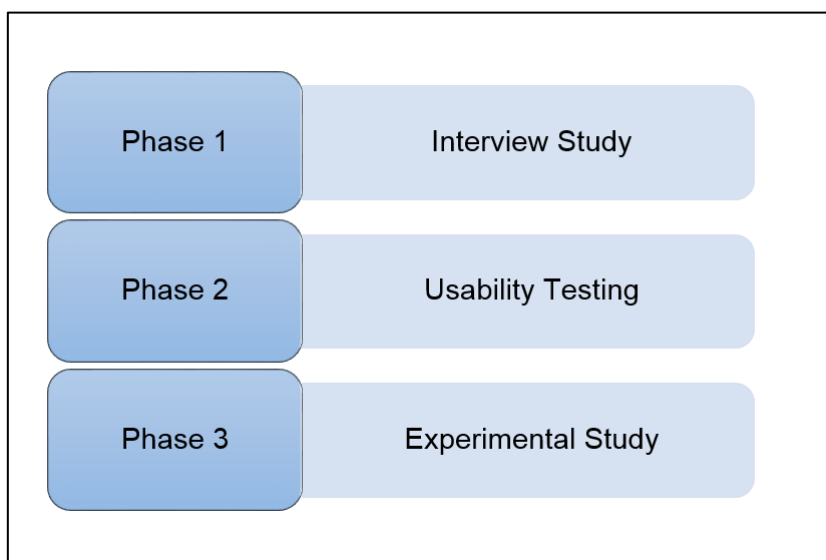 Phase 1
Interview Study
Phase 2
Usability Testing
Phase 3
Experimental Study